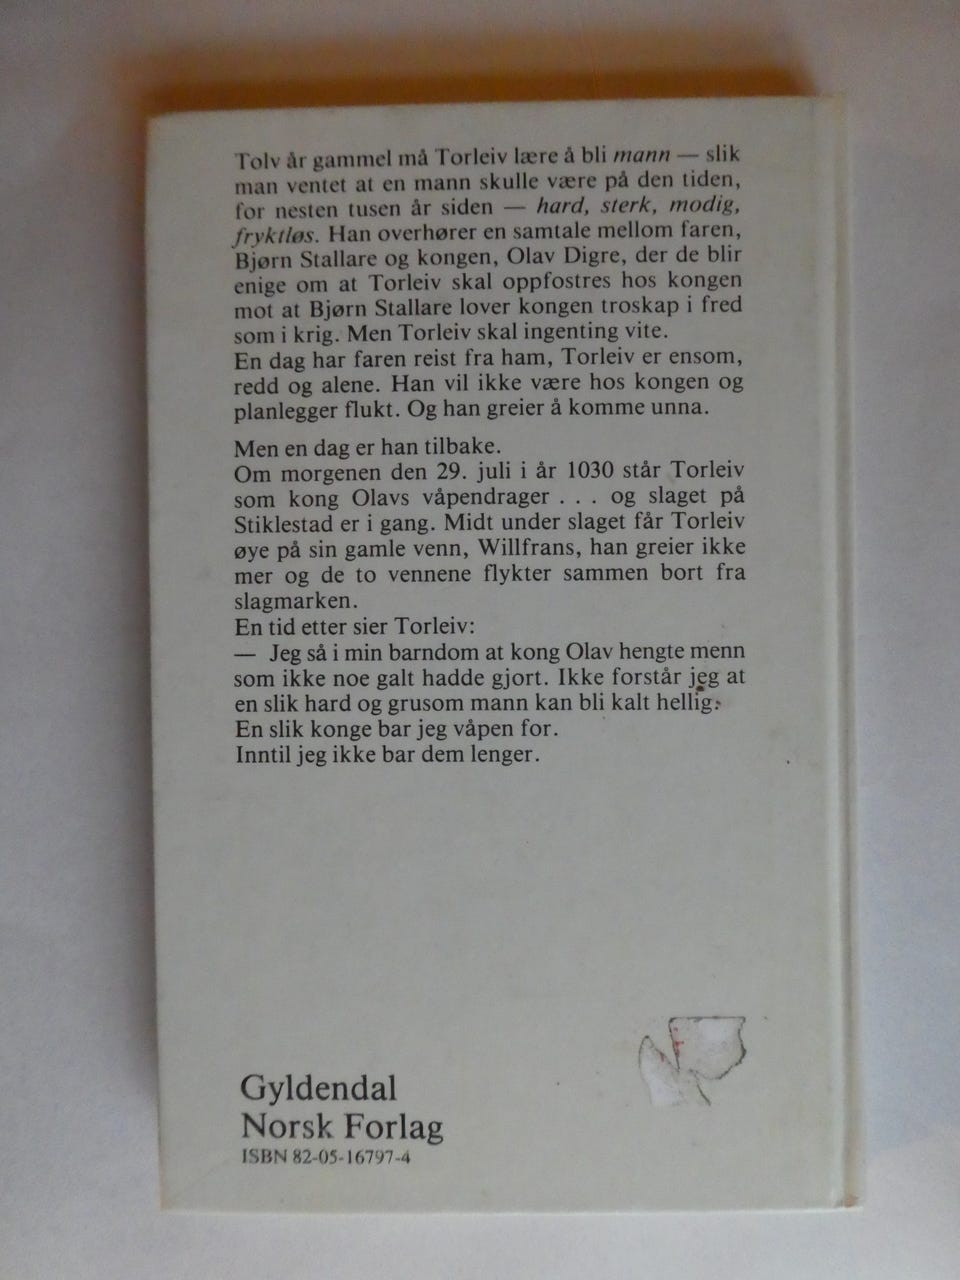 Tolv år gammel må Torleiv lære å bli mann — slik
man ventet at en mann skulle være på den tiden,
for nesten tusen år siden — hard, sterk, modig,
fryktløs. Han overhører en samtale mellom faren,
Bjørn Stallare og kongen, Olav Digre, der de blir
enige om at Torleiv skal oppfostres hos kongen
mot at Bjørn Stallare lover kongen troskap i fred
som i krig. Men Torleiv skal ingenting vite.
En dag har faren reist fra ham, Torleiv er ensom,
redd og alene. Han vil ikke være hos kongen og
planlegger flukt. Og han greier å komme unna.
Men en dag er han tilbake.
Om morgenen den 29. juli i år 1030 står Torleiv
som kong Olavs våpendrager . . . og slaget på
Stiklestad er i gang. Midt under slaget får Torleiv
øye på sin gamle venn, Willfrans, han greier ikke
mer og de to vennene flykter sammen bort fra
slagmarken.
En tid etter sier Torleiv:
— Jeg så i min barndom at kong Olav hengte menn
som ikke noe galt hadde gjort. Ikke forstår jeg at
en slik hard og grusom mann kan bli kalt hellig.
En slik konge bar jeg våpen for.
Inntil jeg ikke bar dem lenger.
Gyldendal
Norsk Forlag
ISBN 82-05-16797-4